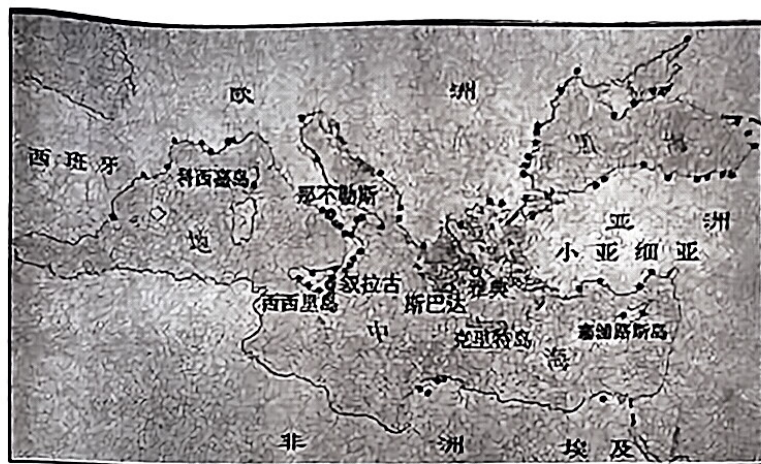 欧 洲
黑 海
西班牙
科西嘉岛
那不勒斯
亚 洲
小亚细亚
地
叙拉古
西西里岛
斯巴达
雅典
中
克里特岛
塞浦路斯岛
海
非 洲
埃及